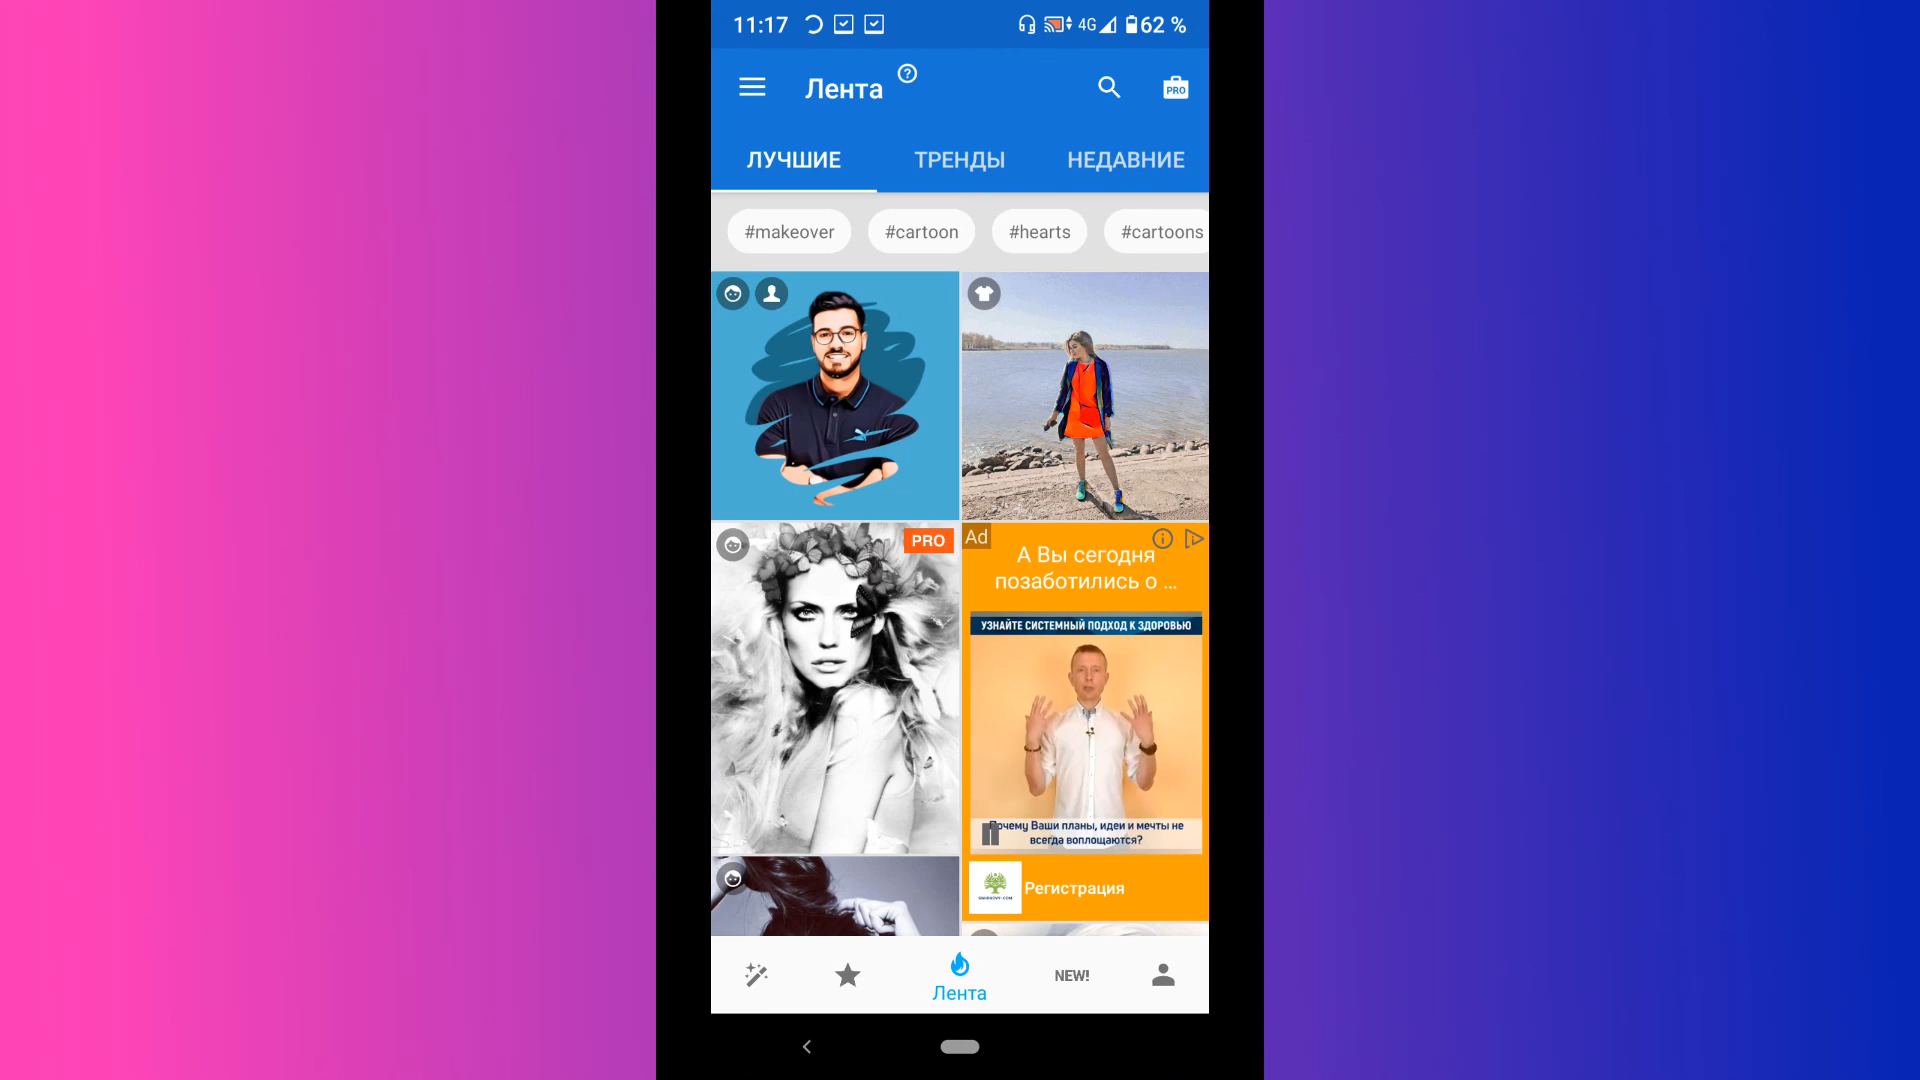 11:17
4G
62 %
Лента
PRO
ЛУЧШИЕ
ТРЕНДЫ
НЕДАВНИЕ
#makeover
#cartoon
#hearts
#cartoons
PRO
Ad
А Вы сегодня
позаботились о ...
УЗНАЙТЕ СИСТЕМНЫЙ ПОДХОД К ЗДОРОВЬЮ
Почему Ваши планы, идеи и мечты не
всегда воплощаются?
Регистрация
Лента
NEW!